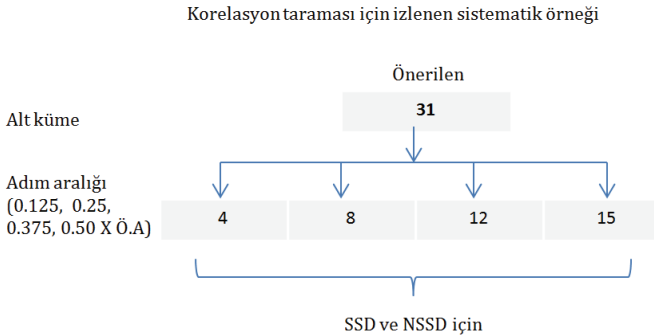 Korelasyon taraması için izlenen sistematik örneği
Önerilen
Alt küme
31
Adım aralığı
(0.125, 0.25,
0.375, 0.50 X Ö.A)
4 8 12 15
SSD ve NSSD için